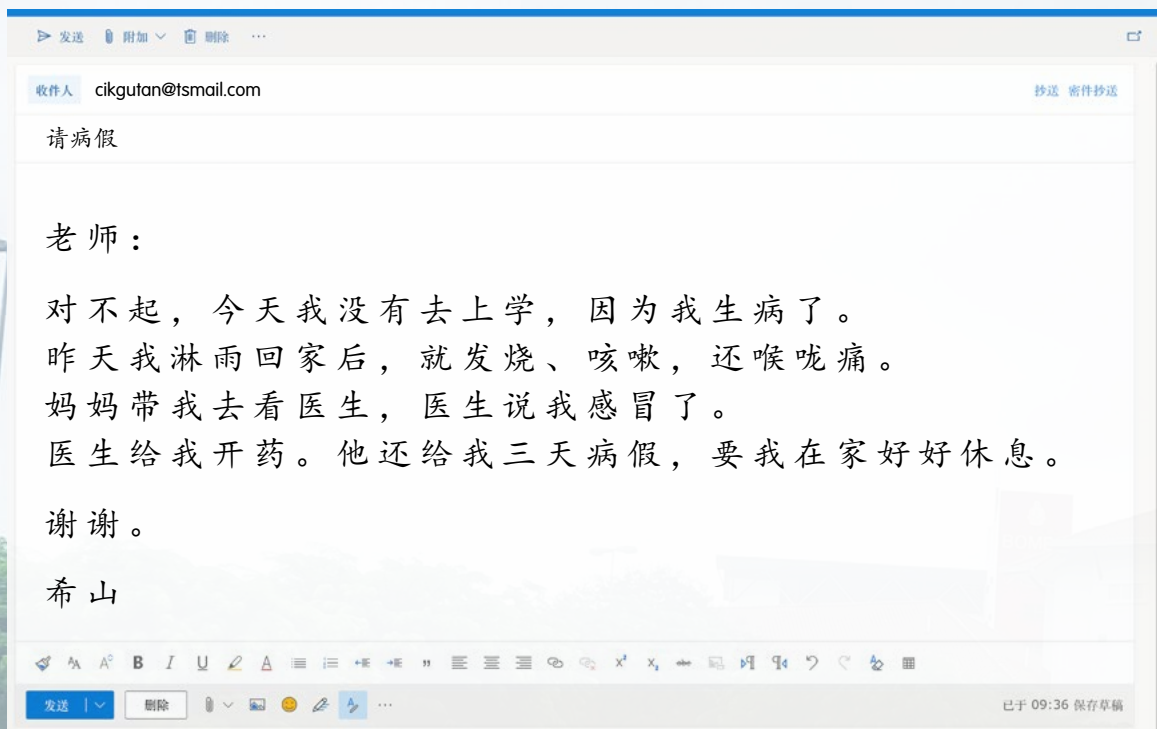 发送 附加 删除 ···
收件人 cikgutan@tsmail.com 抄送 密件抄送
请病假
老师：
对不起，今天我没有去上学，因为我生病了。
昨天我淋雨回家后，就发烧、咳嗽，还喉咙痛。
妈妈带我去看医生，医生说我感冒了。
医生给我开药。他还给我三天病假，要我在家好好休息。
谢谢。
希山
发送 删除 ··· 已于 09:36 保存草稿